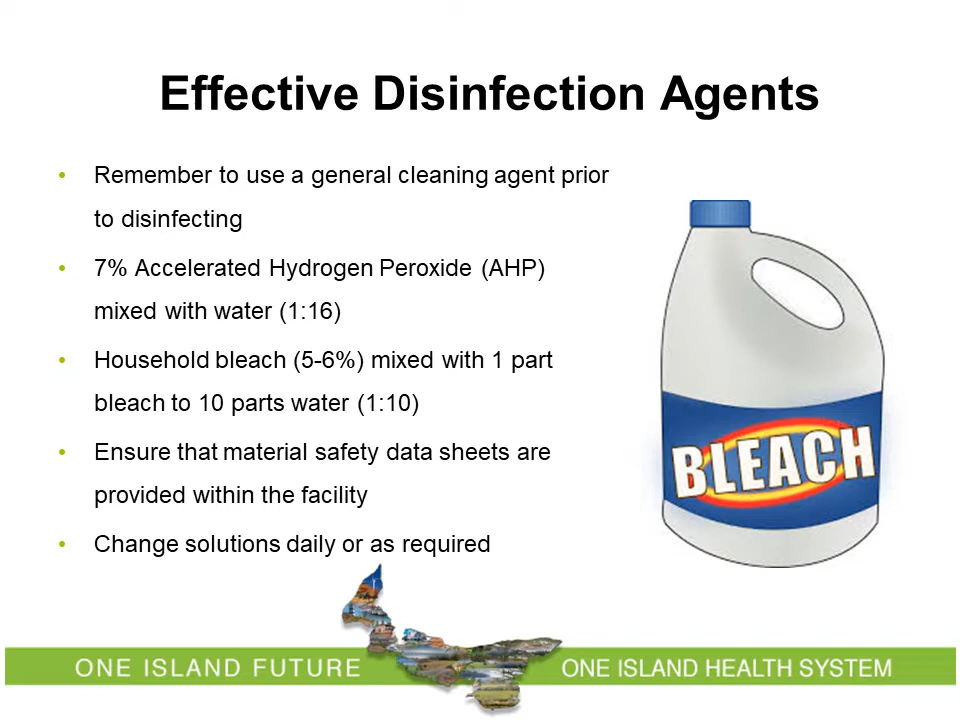 Effective Disinfection Agents
• Remember to use a general cleaning agent prior
to disinfecting
• 7% Accelerated Hydrogen Peroxide (AHP)
mixed with water (1:16)
• Household bleach (5-6%) mixed with 1 part
bleach to 10 parts water (1:10)
• Ensure that material safety data sheets are
provided within the facility
• Change solutions daily or as required
BLEACH
ONE ISLAND FUTURE
ONE ISLAND HEALTH SYSTEM